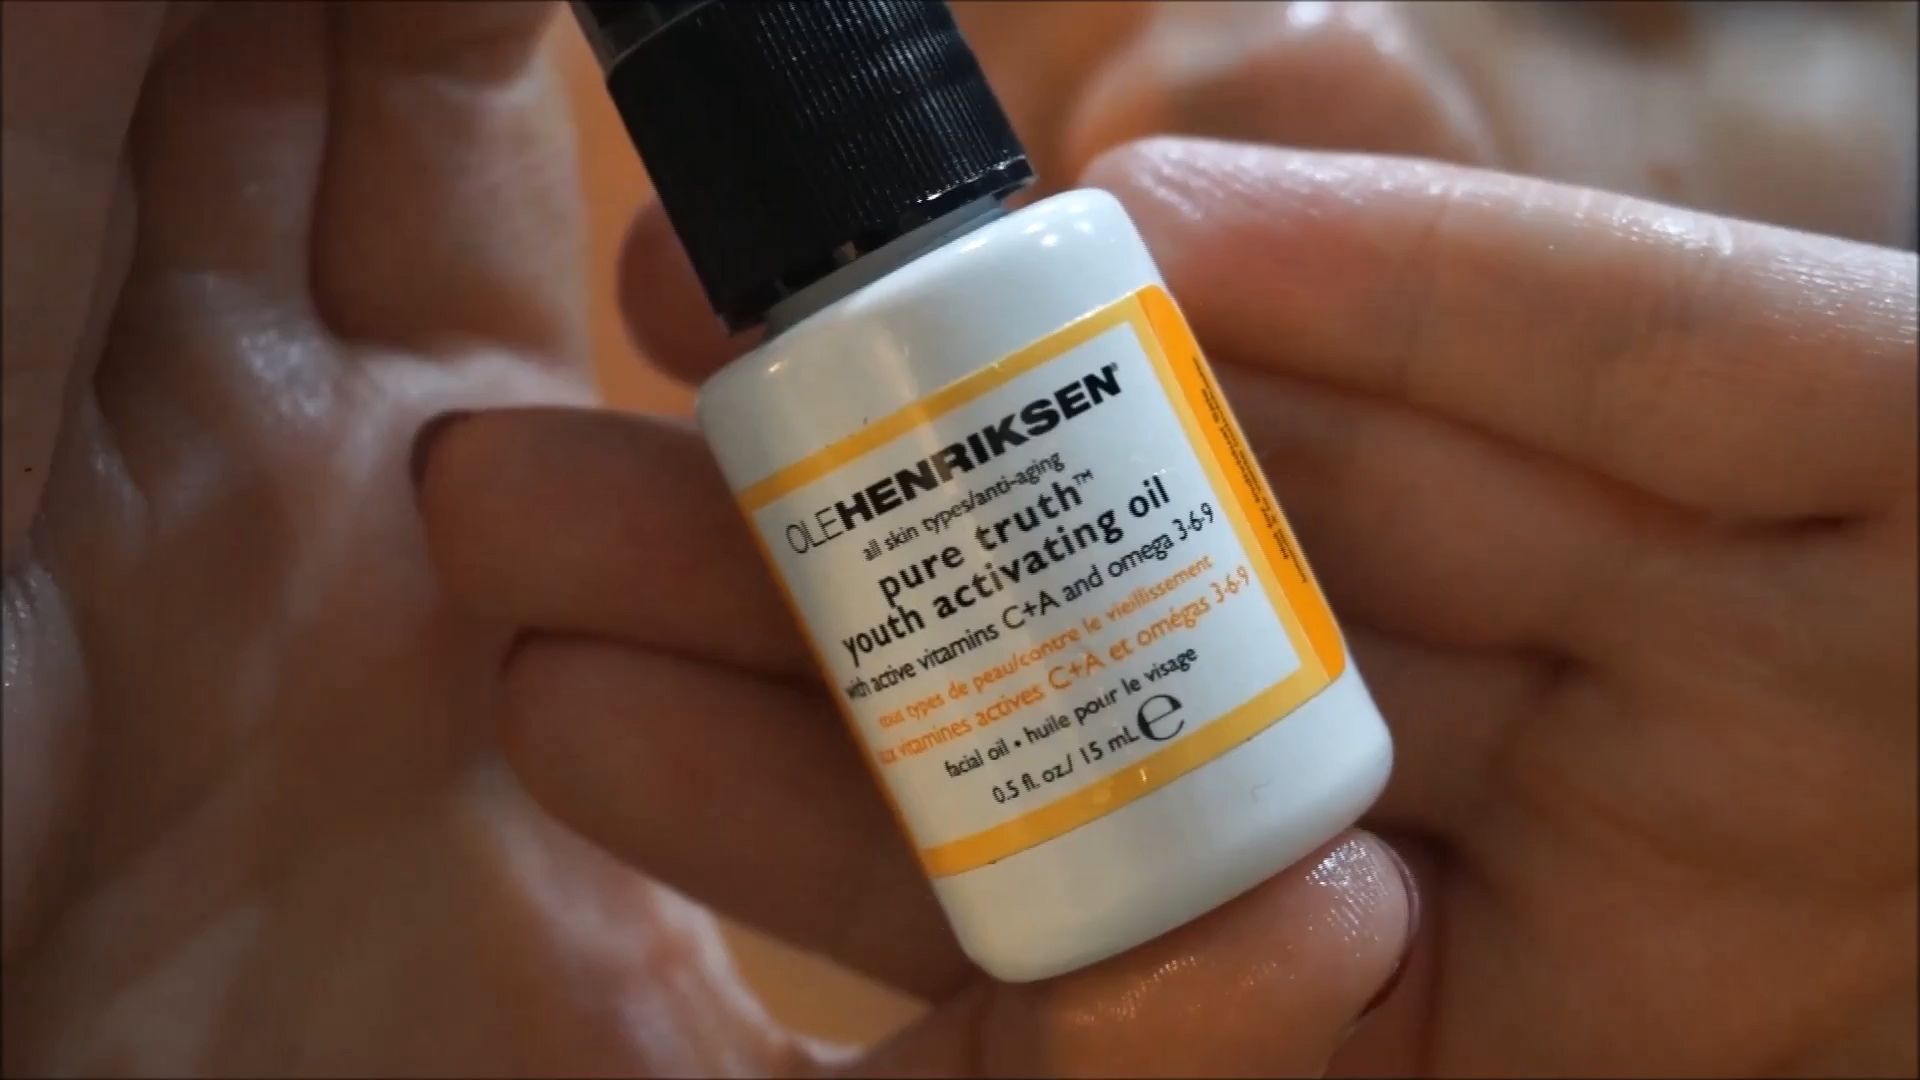 OLEHENRIKSEN®
all skin types/anti-aging
pure truth™
youth activating oil
with active vitamins C+A and omega 3-6-9
tous types de peau/contre le vieillissement
aux vitamines actives C+A et omégas 3-6-9
facial oil • huile pour le visage
0.5 fl. oz./ 15 mL ℮